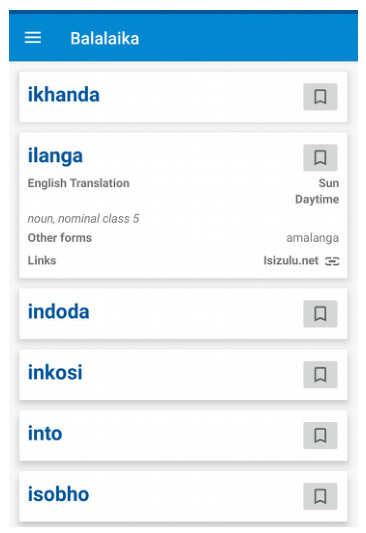 Balalaika
ikhanda
ilanga
English Translation Sun
Daytime
noun, nominal class 5
Other forms amalanga
Links Isizulu.net
indoda
inkosi
into
isobho